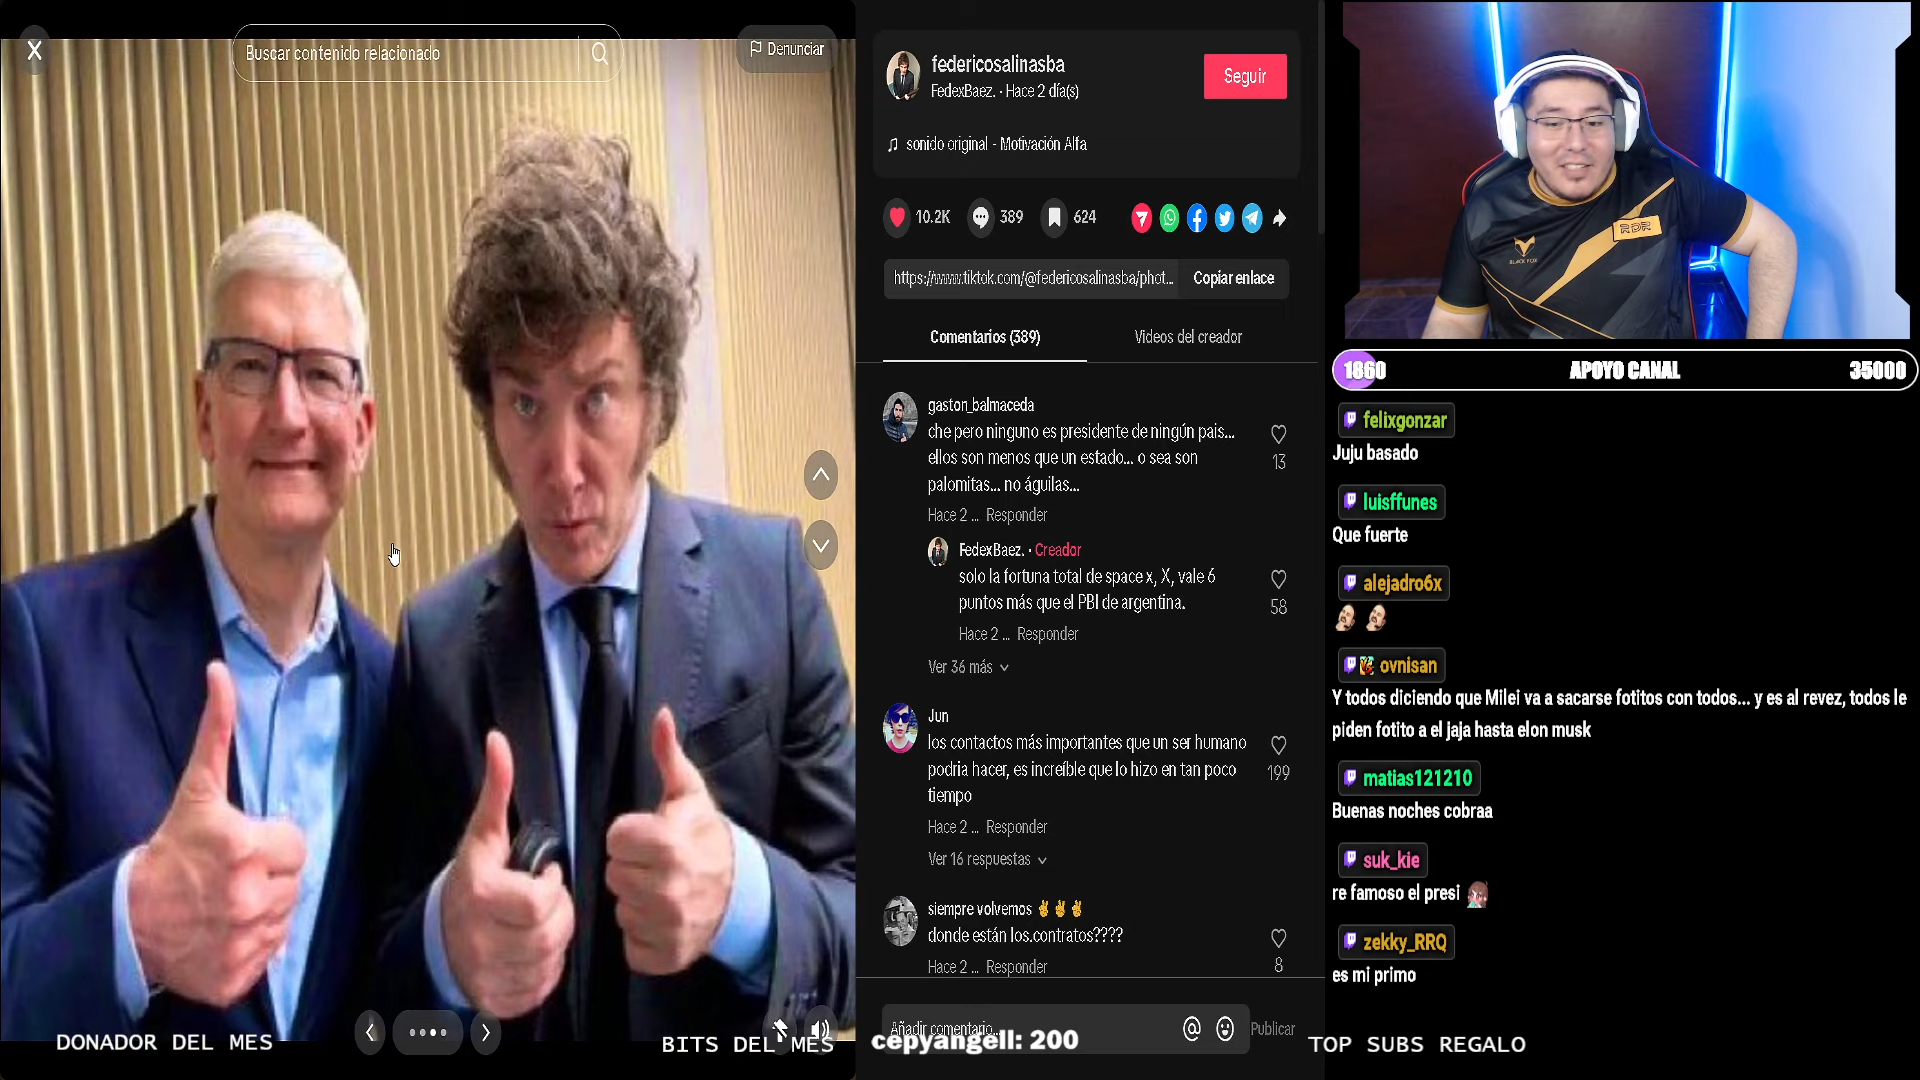 Buscar contenido relacionado
Denunciar
federicosalinasba
FedexBaez. · Hace 2 día(s)
Seguir
sonido original - Motivación Alfa
10.2K
389
624
https://www.tiktok.com/@federicosalinasba/phot...
Copiar enlace
Comentarios (389)
Videos del creador
gaston_balmaceda
che pero ninguno es presidente de ningún pais...
ellos son menos que un estado... o sea son
palomitas... no águilas...
13
Hace 2 ... Responder
FedexBaez. · Creador
solo la fortuna total de space x, X, vale 6
puntos más que el PBI de argentina.
58
Hace 2 ... Responder
Ver 36 más
Jun
los contactos más importantes que un ser humano
podria hacer, es increíble que lo hizo en tan poco
tiempo
199
Hace 2 ... Responder
Ver 16 respuestas
siempre volvemos ✌✌✌
donde están los.contratos????
8
Hace 2 ... Responder
Añadir comentario...
Publicar
RDR
BLACK FOX
1860
APOYO CANAL
35000
felixgonzar
Juju basado
luisffunes
Que fuerte
alejadro6x
ovnisan
Y todos diciendo que Milei va a sacarse fotitos con todos... y es al revez, todos le
piden fotito a el jaja hasta elon musk
matias121210
Buenas noches cobraa
suk_kie
re famoso el presi
zekky_RRQ
es mi primo
DONADOR DEL MES
BITS DEL MES
cepyangell: 200
TOP SUBS REGALO